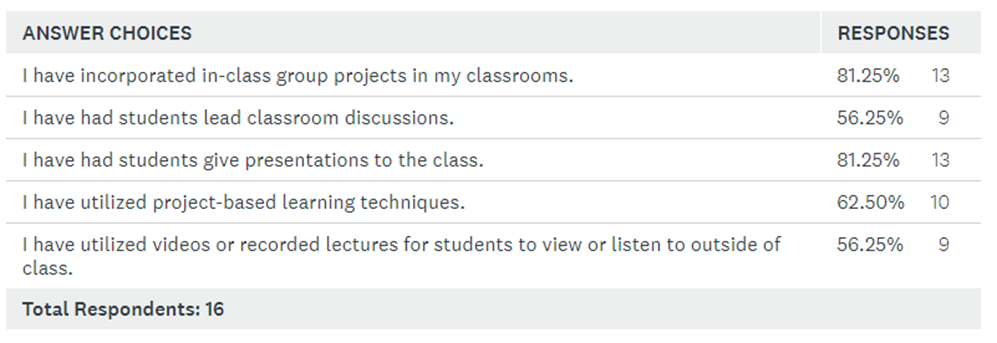 ANSWER CHOICES RESPONSES
I have incorporated in-class group projects in my classrooms. 81.25% 13
I have had students lead classroom discussions. 56.25% 9
I have had students give presentations to the class. 81.25% 13
I have utilized project-based learning techniques. 62.50% 10
I have utilized videos or recorded lectures for students to view or listen to outside of 56.25% 9
class.
Total Respondents: 16